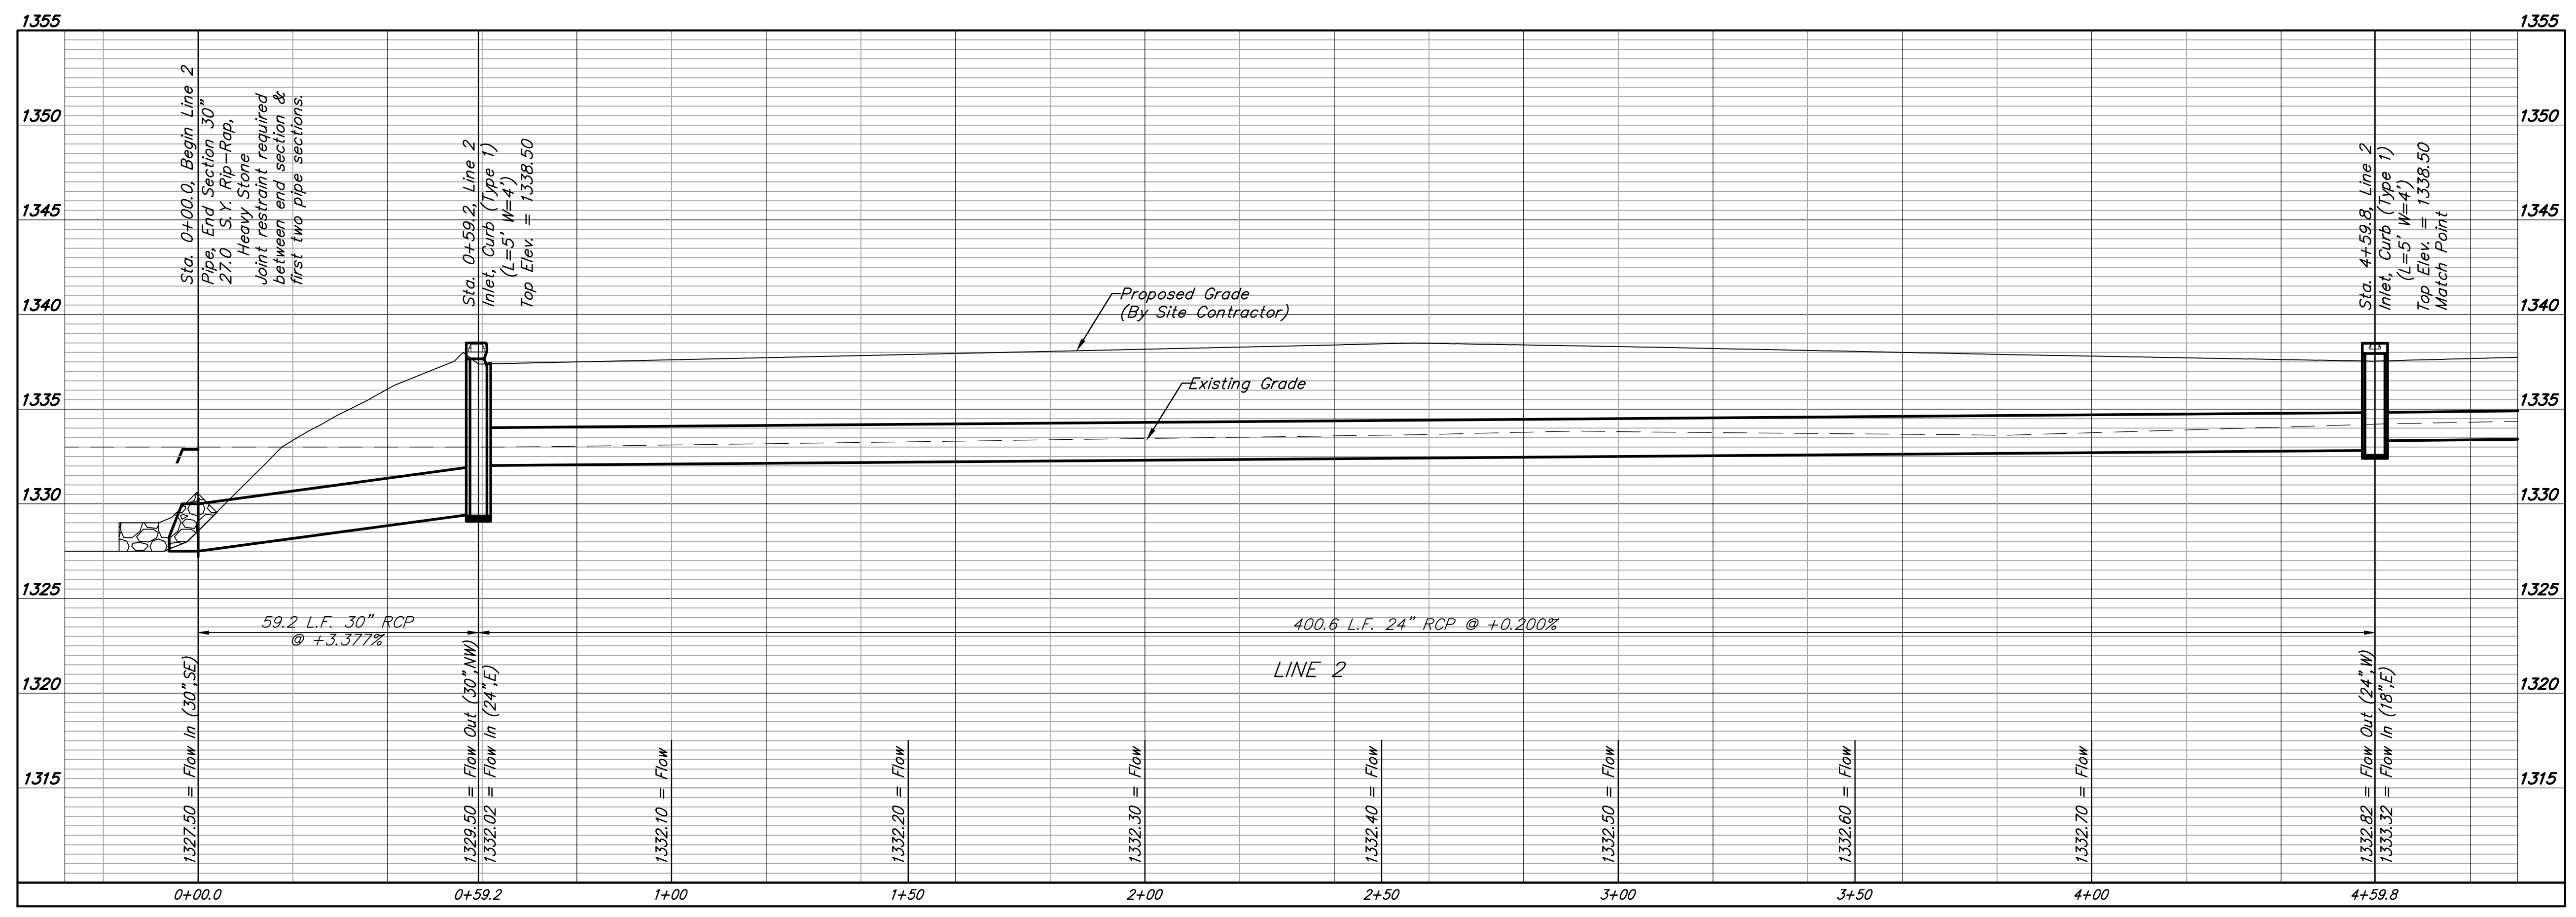 1355
1355
1350
1350
1345
1345
1340
1340
1335
1335
1330
1330
1325
1325
1320
1320
1315
1315
Sta. 0+00.0, Begin Line 2
Pipe, End Section 30"
27.0 S.Y. Rip-Rap,
Heavy Stone
Joint restraint required
between end section &
first two pipe sections.
Sta. 0+59.2, Line 2
Inlet, Curb (Type 1)
(L=5' W=4')
Top Elev. = 1338.50
Sta. 4+59.8, Line 2
Inlet, Curb (Type 1)
(L=5' W=4')
Top Elev. = 1338.50
Match Point
Proposed Grade
(By Site Contractor)
Existing Grade
59.2 L.F. 30" RCP
@ +3.377%
400.6 L.F. 24" RCP @ +0.200%
LINE 2
1327.50 = Flow In (30",SE)
1329.50 = Flow Out (30",NW)
1332.02 = Flow In (24",E)
1332.10 = Flow
1332.20 = Flow
1332.30 = Flow
1332.40 = Flow
1332.50 = Flow
1332.60 = Flow
1332.70 = Flow
1332.82 = Flow Out (24",W)
1333.32 = Flow In (18",E)
0+00.0
0+59.2
1+00
1+50
2+00
2+50
3+00
3+50
4+00
4+59.8